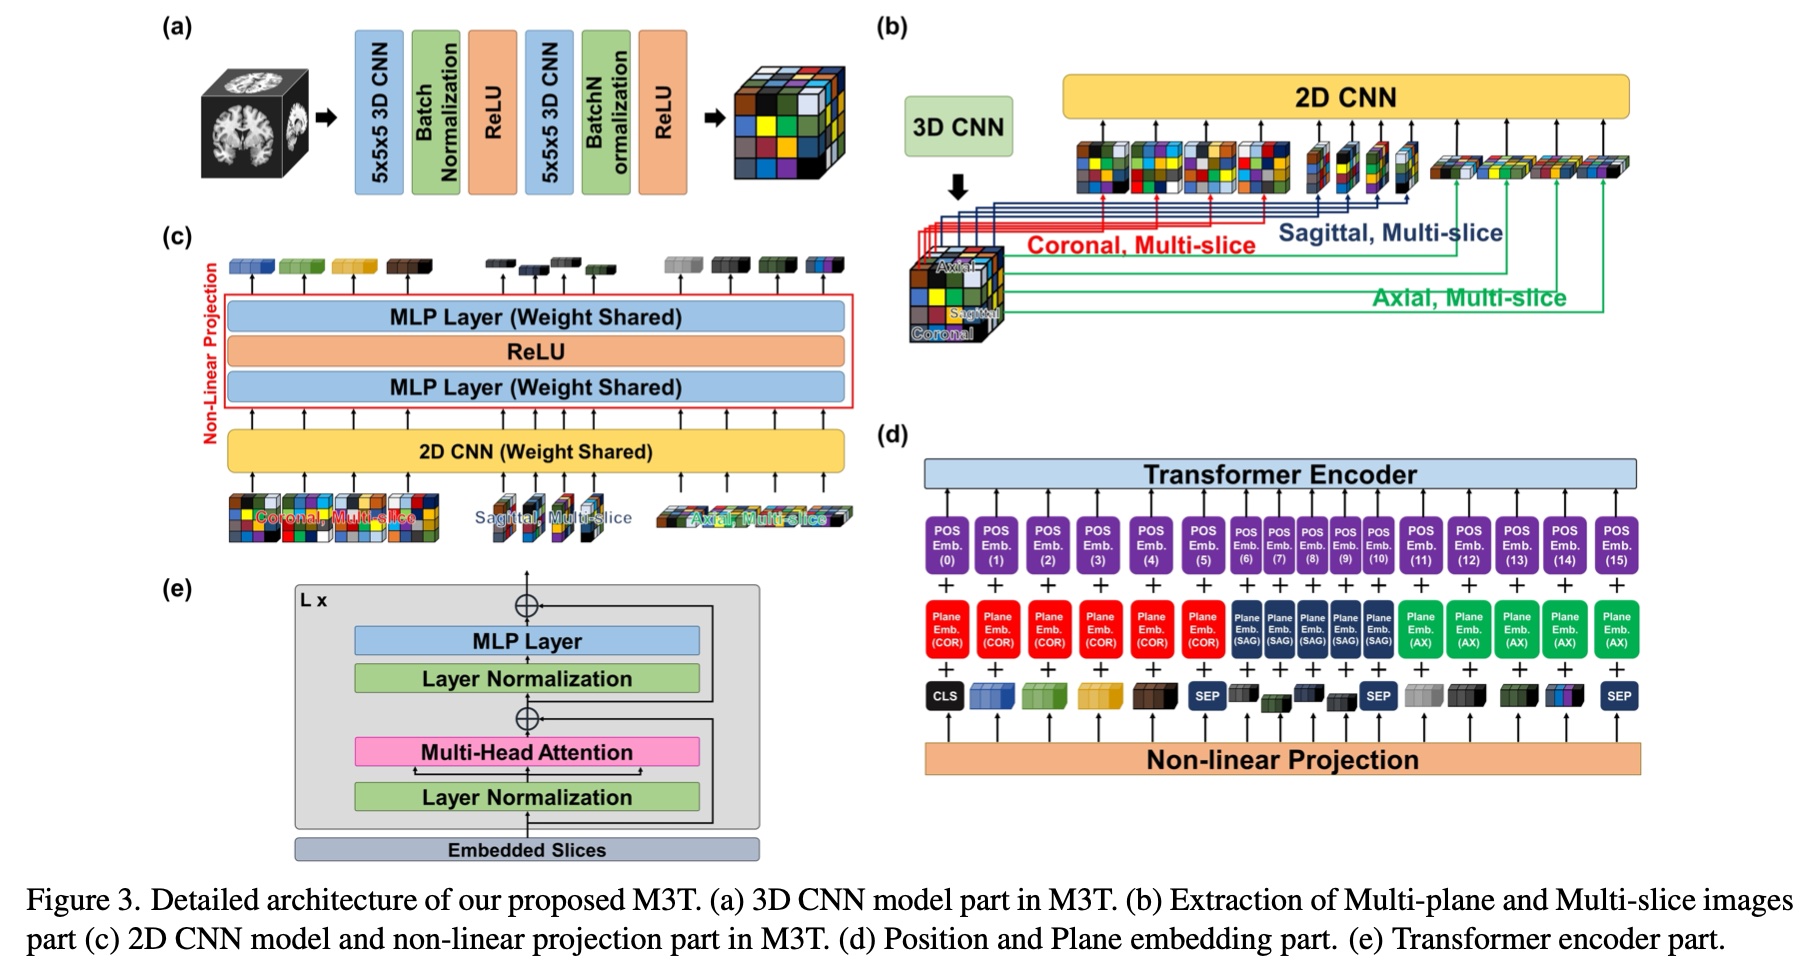 (a)
5x5x5 3D CNN
Batch
Normalization
ReLU
5x5x5 3D CNN
BatchN
ormalization
ReLU
(b)
3D CNN
2D CNN
Coronal, Multi-slice
Sagittal, Multi-slice
Axial, Multi-slice
Axial
Sagittal
Coronal
(c)
Non-Linear Projection
MLP Layer (Weight Shared)
ReLU
MLP Layer (Weight Shared)
2D CNN (Weight Shared)
Coronal, Multi-slice
Sagittal, Multi-slice
Axial, Multi-slice
(d)
Transformer Encoder
POS Emb. (0)
POS Emb. (1)
POS Emb. (2)
POS Emb. (3)
POS Emb. (4)
POS Emb. (5)
POS Emb. (6)
POS Emb. (7)
POS Emb. (8)
POS Emb. (9)
POS Emb. (10)
POS Emb. (11)
POS Emb. (12)
POS Emb. (13)
POS Emb. (14)
POS Emb. (15)
+ + + + + + + + + + + + + + + +
Plane Emb. (COR)
Plane Emb. (COR)
Plane Emb. (COR)
Plane Emb. (COR)
Plane Emb. (COR)
Plane Emb. (COR)
Plane Emb. (SAG)
Plane Emb. (SAG)
Plane Emb. (SAG)
Plane Emb. (SAG)
Plane Emb. (SAG)
Plane Emb. (AX)
Plane Emb. (AX)
Plane Emb. (AX)
Plane Emb. (AX)
Plane Emb. (AX)
+ + + + + + + + + + + + + + + +
CLS
SEP
SEP
SEP
Non-linear Projection
(e)
L x
MLP Layer
Layer Normalization
Multi-Head Attention
Layer Normalization
Embedded Slices
Figure 3. Detailed architecture of our proposed M3T. (a) 3D CNN model part in M3T. (b) Extraction of Multi-plane and Multi-slice images
part (c) 2D CNN model and non-linear projection part in M3T. (d) Position and Plane embedding part. (e) Transformer encoder part.